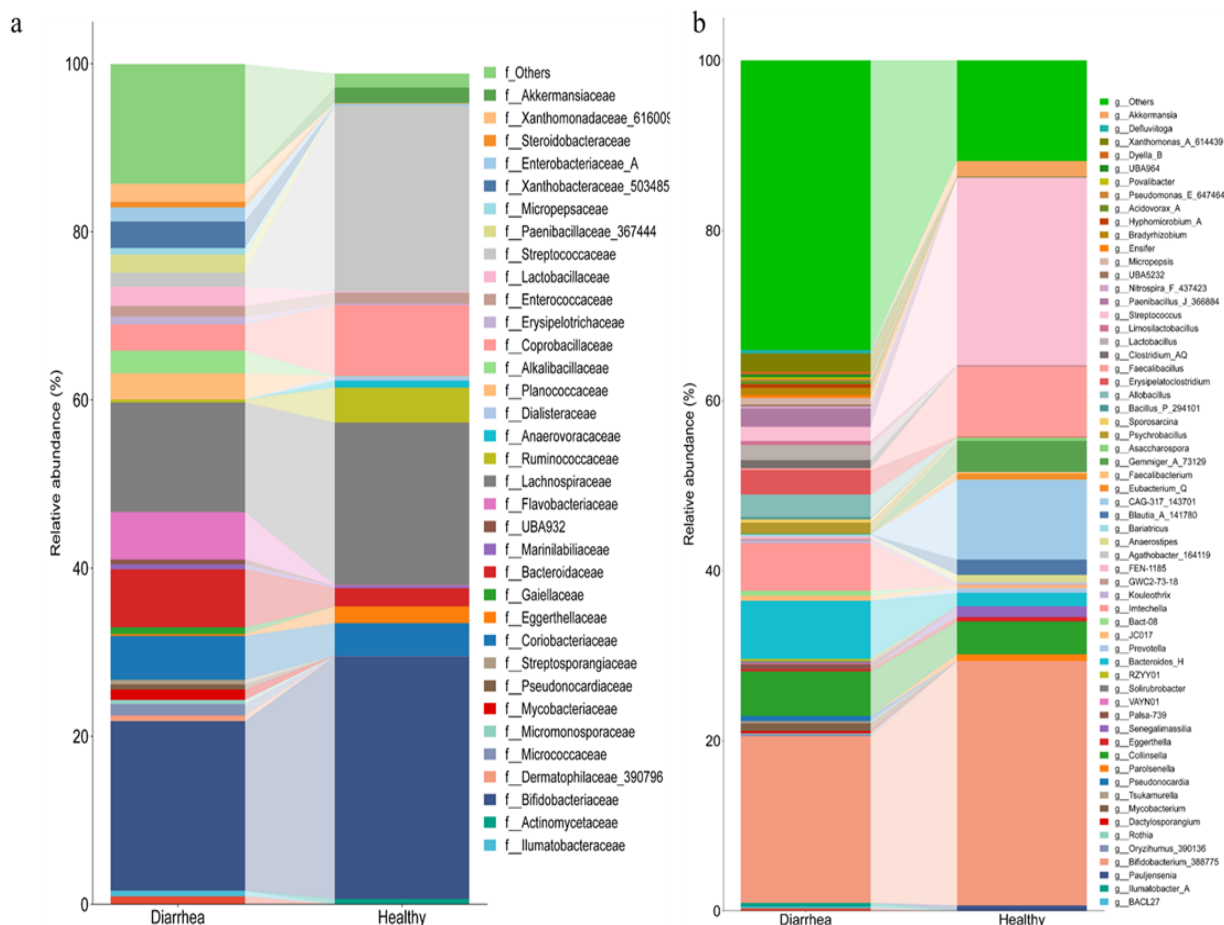 a
Relative abundance (%)
100
80
60
40
20
0
Diarrhea
Healthy
f_Others
f__Akkermansiaceae
f__Xanthomonadaceae_616009
f__Steroidobacteraceae
f__Enterobacteriaceae_A
f__Xanthobacteraceae_503485
f__Micropepsaceae
f__Paenibacillaceae_367444
f__Streptococcaceae
f__Lactobacillaceae
f__Enterococcaceae
f__Erysipelotrichaceae
f__Coprobacillaceae
f__Alkalibacillaceae
f__Planococcaceae
f__Dialisteraceae
f__Anaerovoracaceae
f__Ruminococcaceae
f__Lachnospiraceae
f__Flavobacteriaceae
f__UBA932
f__Marinilabiliaceae
f__Bacteroidaceae
f__Gaiellaceae
f__Eggerthellaceae
f__Coriobacteriaceae
f__Streptosporangiaceae
f__Pseudonocardiaceae
f__Mycobacteriaceae
f__Micromonosporaceae
f__Micrococcaceae
f__Dermatophilaceae_390796
f__Bifidobacteriaceae
f__Actinomycetaceae
f__Ilumatobacteraceae
b
Relative abundance (%)
100
80
60
40
20
0
Diarrhea
Healthy
g__Others
g__Akkermansia
g__Defluviitoga
g__Xanthomonas_A_614439
g__Dyella_B
g__UBA964
g__Povalibacter
g__Pseudomonas_E_647464
g__Acidovorax_A
g__Hyphomicrobium_A
g__Bradyrhizobium
g__Ensifer
g__Micropepsis
g__UBA5232
g__Nitrospira_F_437423
g__Paenibacillus_J_366884
g__Streptococcus
g__Limosilactobacillus
g__Lactobacillus
g__Clostridium_AQ
g__Faecalibacillus
g__Erysipelatoclostridium
g__Allobacillus
g__Bacillus_P_294101
g__Sporosarcina
g__Psychrobacillus
g__Asaccharospora
g__Gemmiger_A_73129
g__Faecalibacterium
g__Eubacterium_Q
g__CAG-317_143701
g__Blautia_A_141780
g__Bariatricus
g__Anaerostipes
g__Agathobacter_164119
g__FEN-1185
g__GWC2-73-18
g__Kouleothrix
g__Imtechella
g__Bact-08
g__JC017
g__Prevotella
g__Bacteroides_H
g__RZYY01
g__Solirubrobacter
g__VAYN01
g__Palsa-739
g__Senegalimassilia
g__Eggerthella
g__Collinsella
g__Parolsenella
g__Pseudonocardia
g__Tsukamurella
g__Mycobacterium
g__Dactylosporangium
g__Rothia
g__Oryzihumus_390136
g__Bifidobacterium_388775
g__Pauljensenia
g__Ilumatobacter_A
g__BACL27